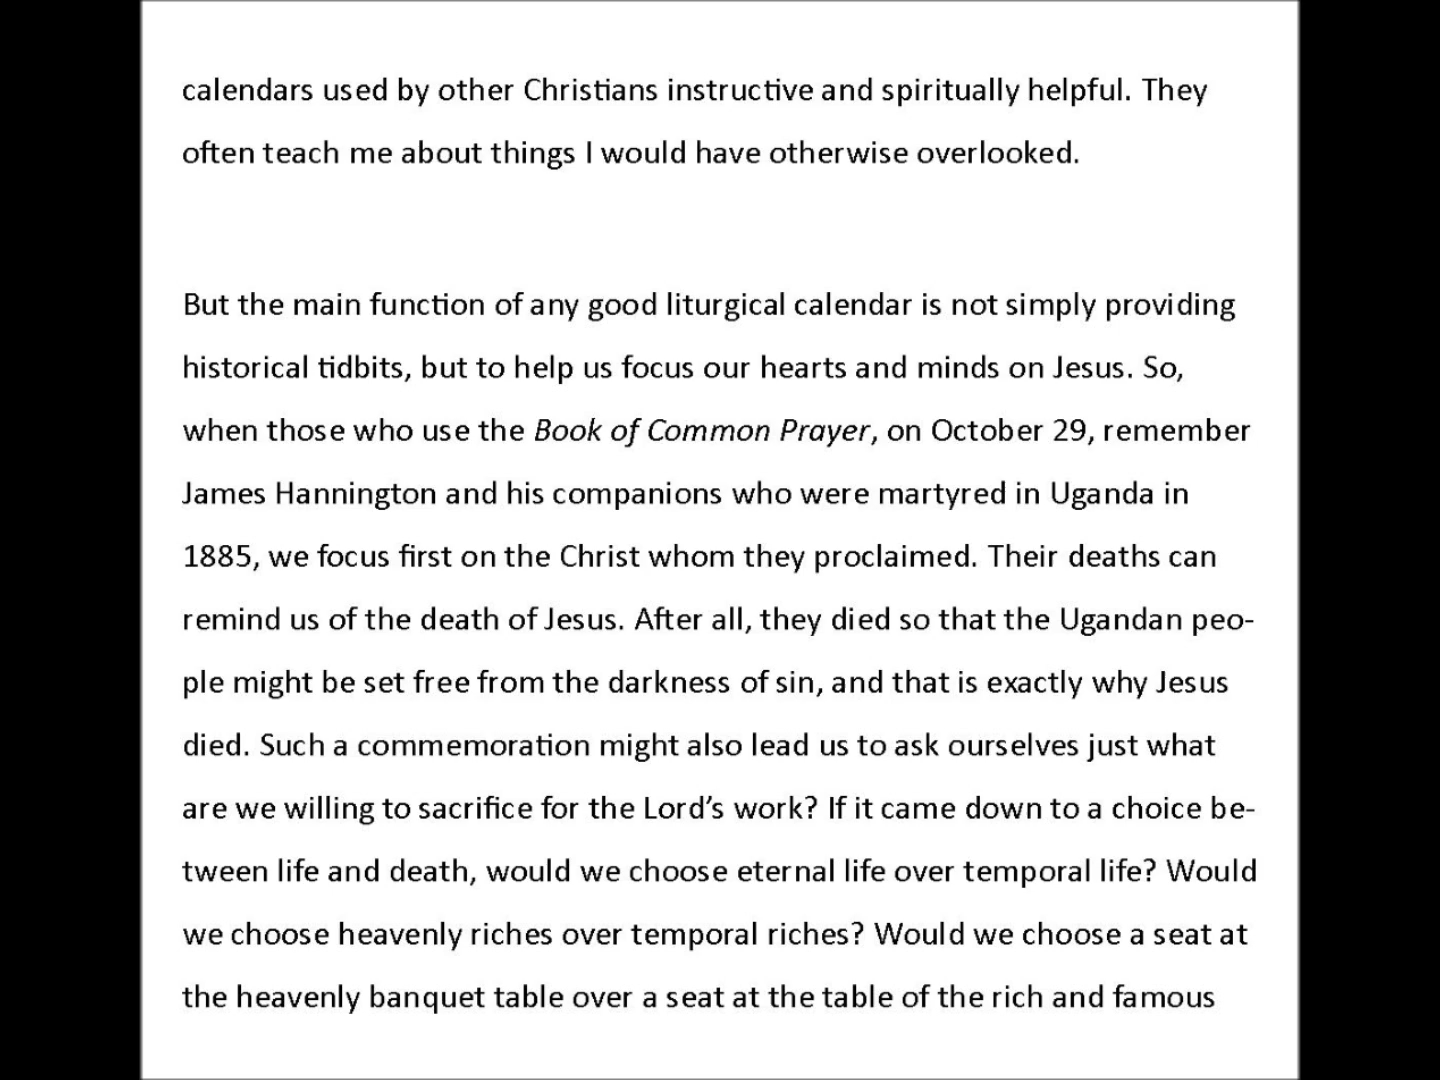 calendars used by other Christians instructive and spiritually helpful. They
often teach me about things I would have otherwise overlooked.
But the main function of any good liturgical calendar is not simply providing
historical tidbits, but to help us focus our hearts and minds on Jesus. So,
when those who use the Book of Common Prayer, on October 29, remember
James Hannington and his companions who were martyred in Uganda in
1885, we focus first on the Christ whom they proclaimed. Their deaths can
remind us of the death of Jesus. After all, they died so that the Ugandan peo-
ple might be set free from the darkness of sin, and that is exactly why Jesus
died. Such a commemoration might also lead us to ask ourselves just what
are we willing to sacrifice for the Lord’s work? If it came down to a choice be-
tween life and death, would we choose eternal life over temporal life? Would
we choose heavenly riches over temporal riches? Would we choose a seat at
the heavenly banquet table over a seat at the table of the rich and famous